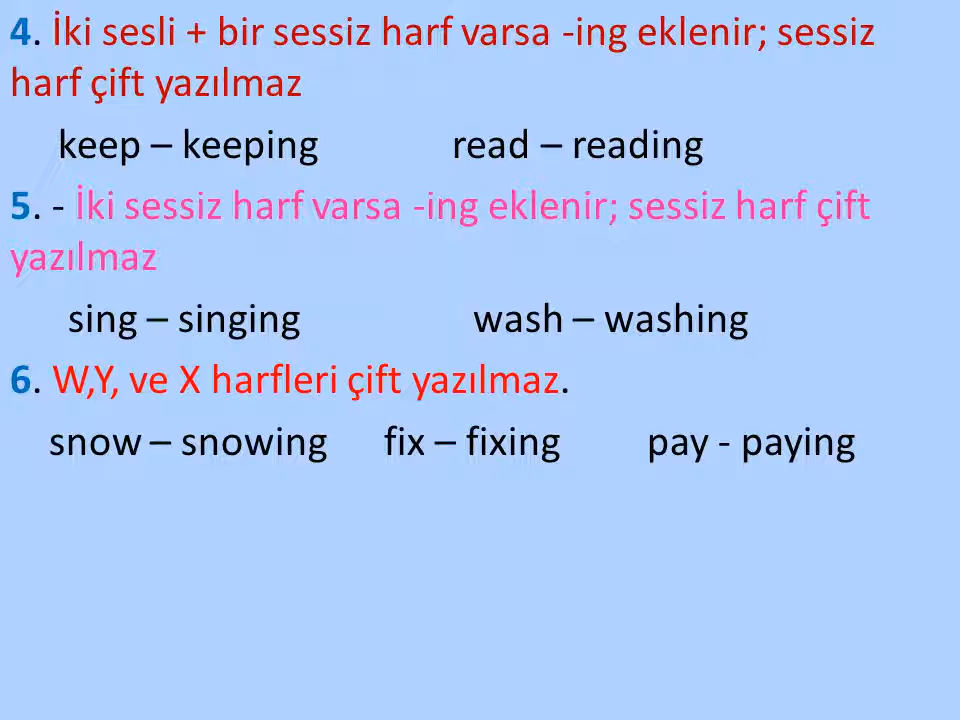 4. İki sesli + bir sessiz harf varsa -ing eklenir; sessiz
harf çift yazılmaz
keep – keeping read – reading
5. - İki sessiz harf varsa -ing eklenir; sessiz harf çift
yazılmaz
sing – singing wash – washing
6. W,Y, ve X harfleri çift yazılmaz.
snow – snowing fix – fixing pay - paying